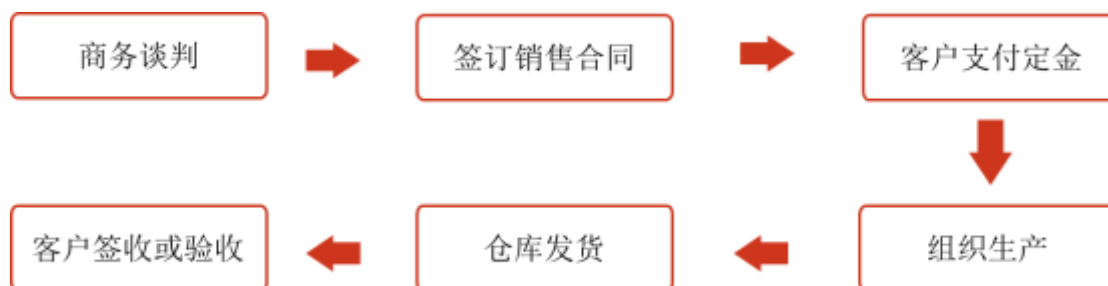 商务谈判
签订销售合同
客户支付定金
组织生产
仓库发货
客户签收或验收